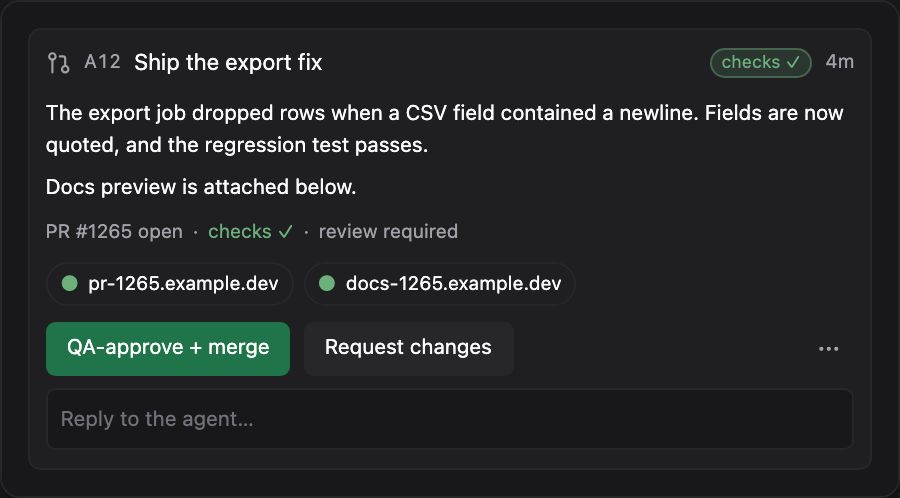 A12 Ship the export fix checks ✓ 4m
The export job dropped rows when a CSV field contained a newline. Fields are now
quoted, and the regression test passes.
Docs preview is attached below.
PR #1265 open · checks ✓ · review required
pr-1265.example.dev docs-1265.example.dev
QA-approve + merge Request changes ···
Reply to the agent...